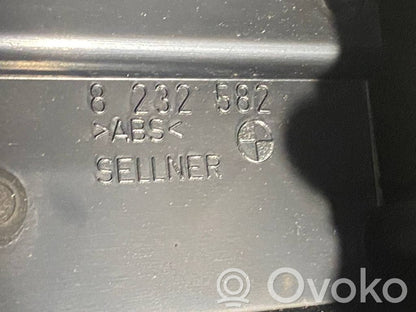 8 232 582
>ABS<
SELLNER
Ovoko